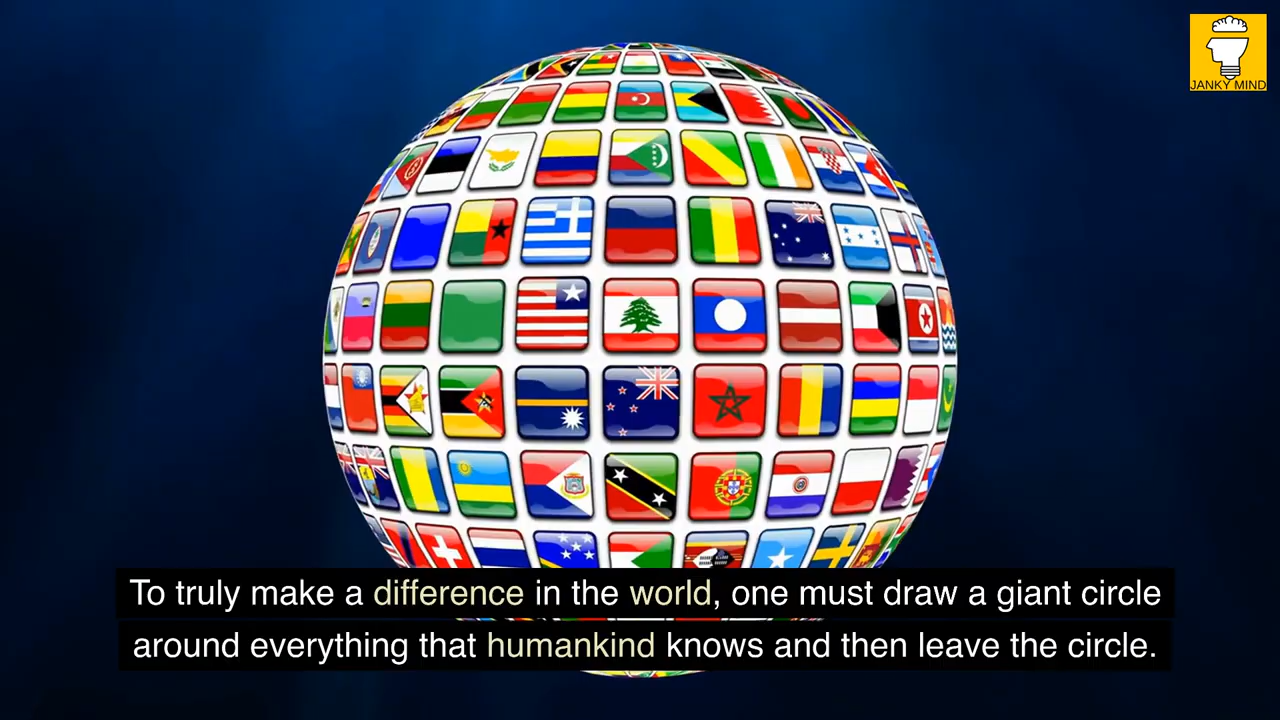 JANKY MIND
To truly make a difference in the world, one must draw a giant circle
around everything that humankind knows and then leave the circle.